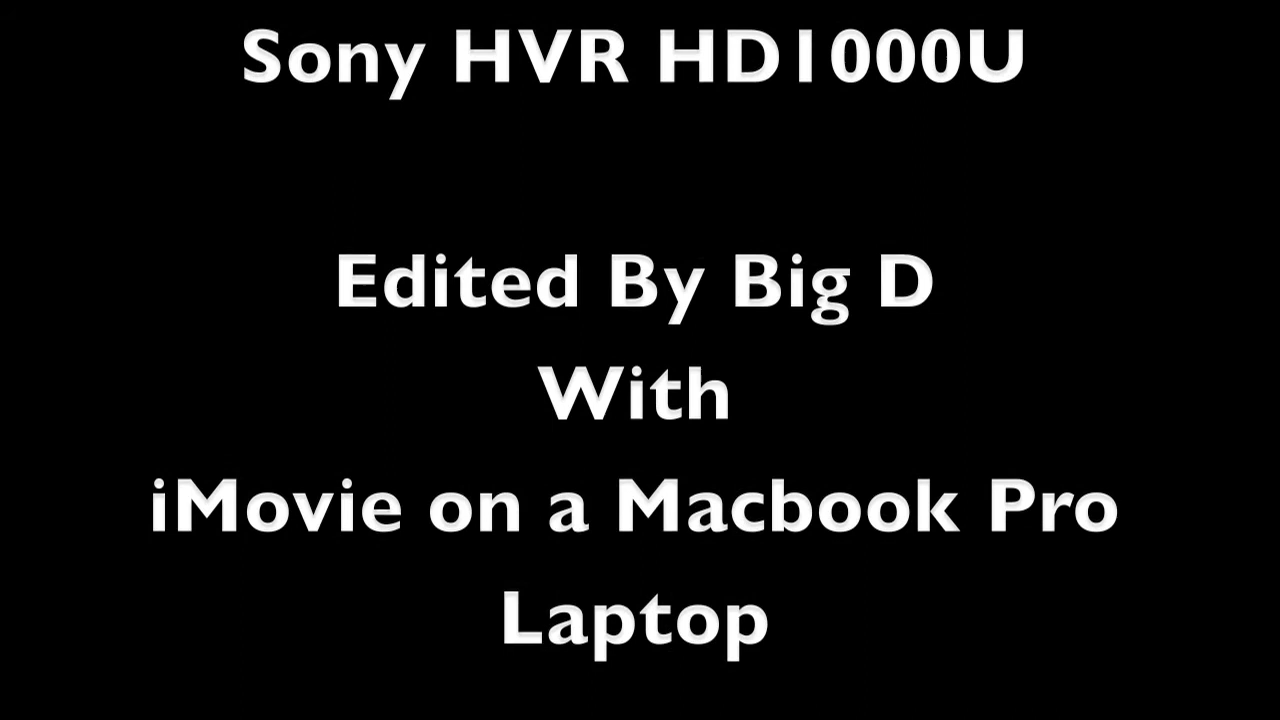 Sony HVR HD1000U
Edited By Big D
With
iMovie on a Macbook Pro
Laptop